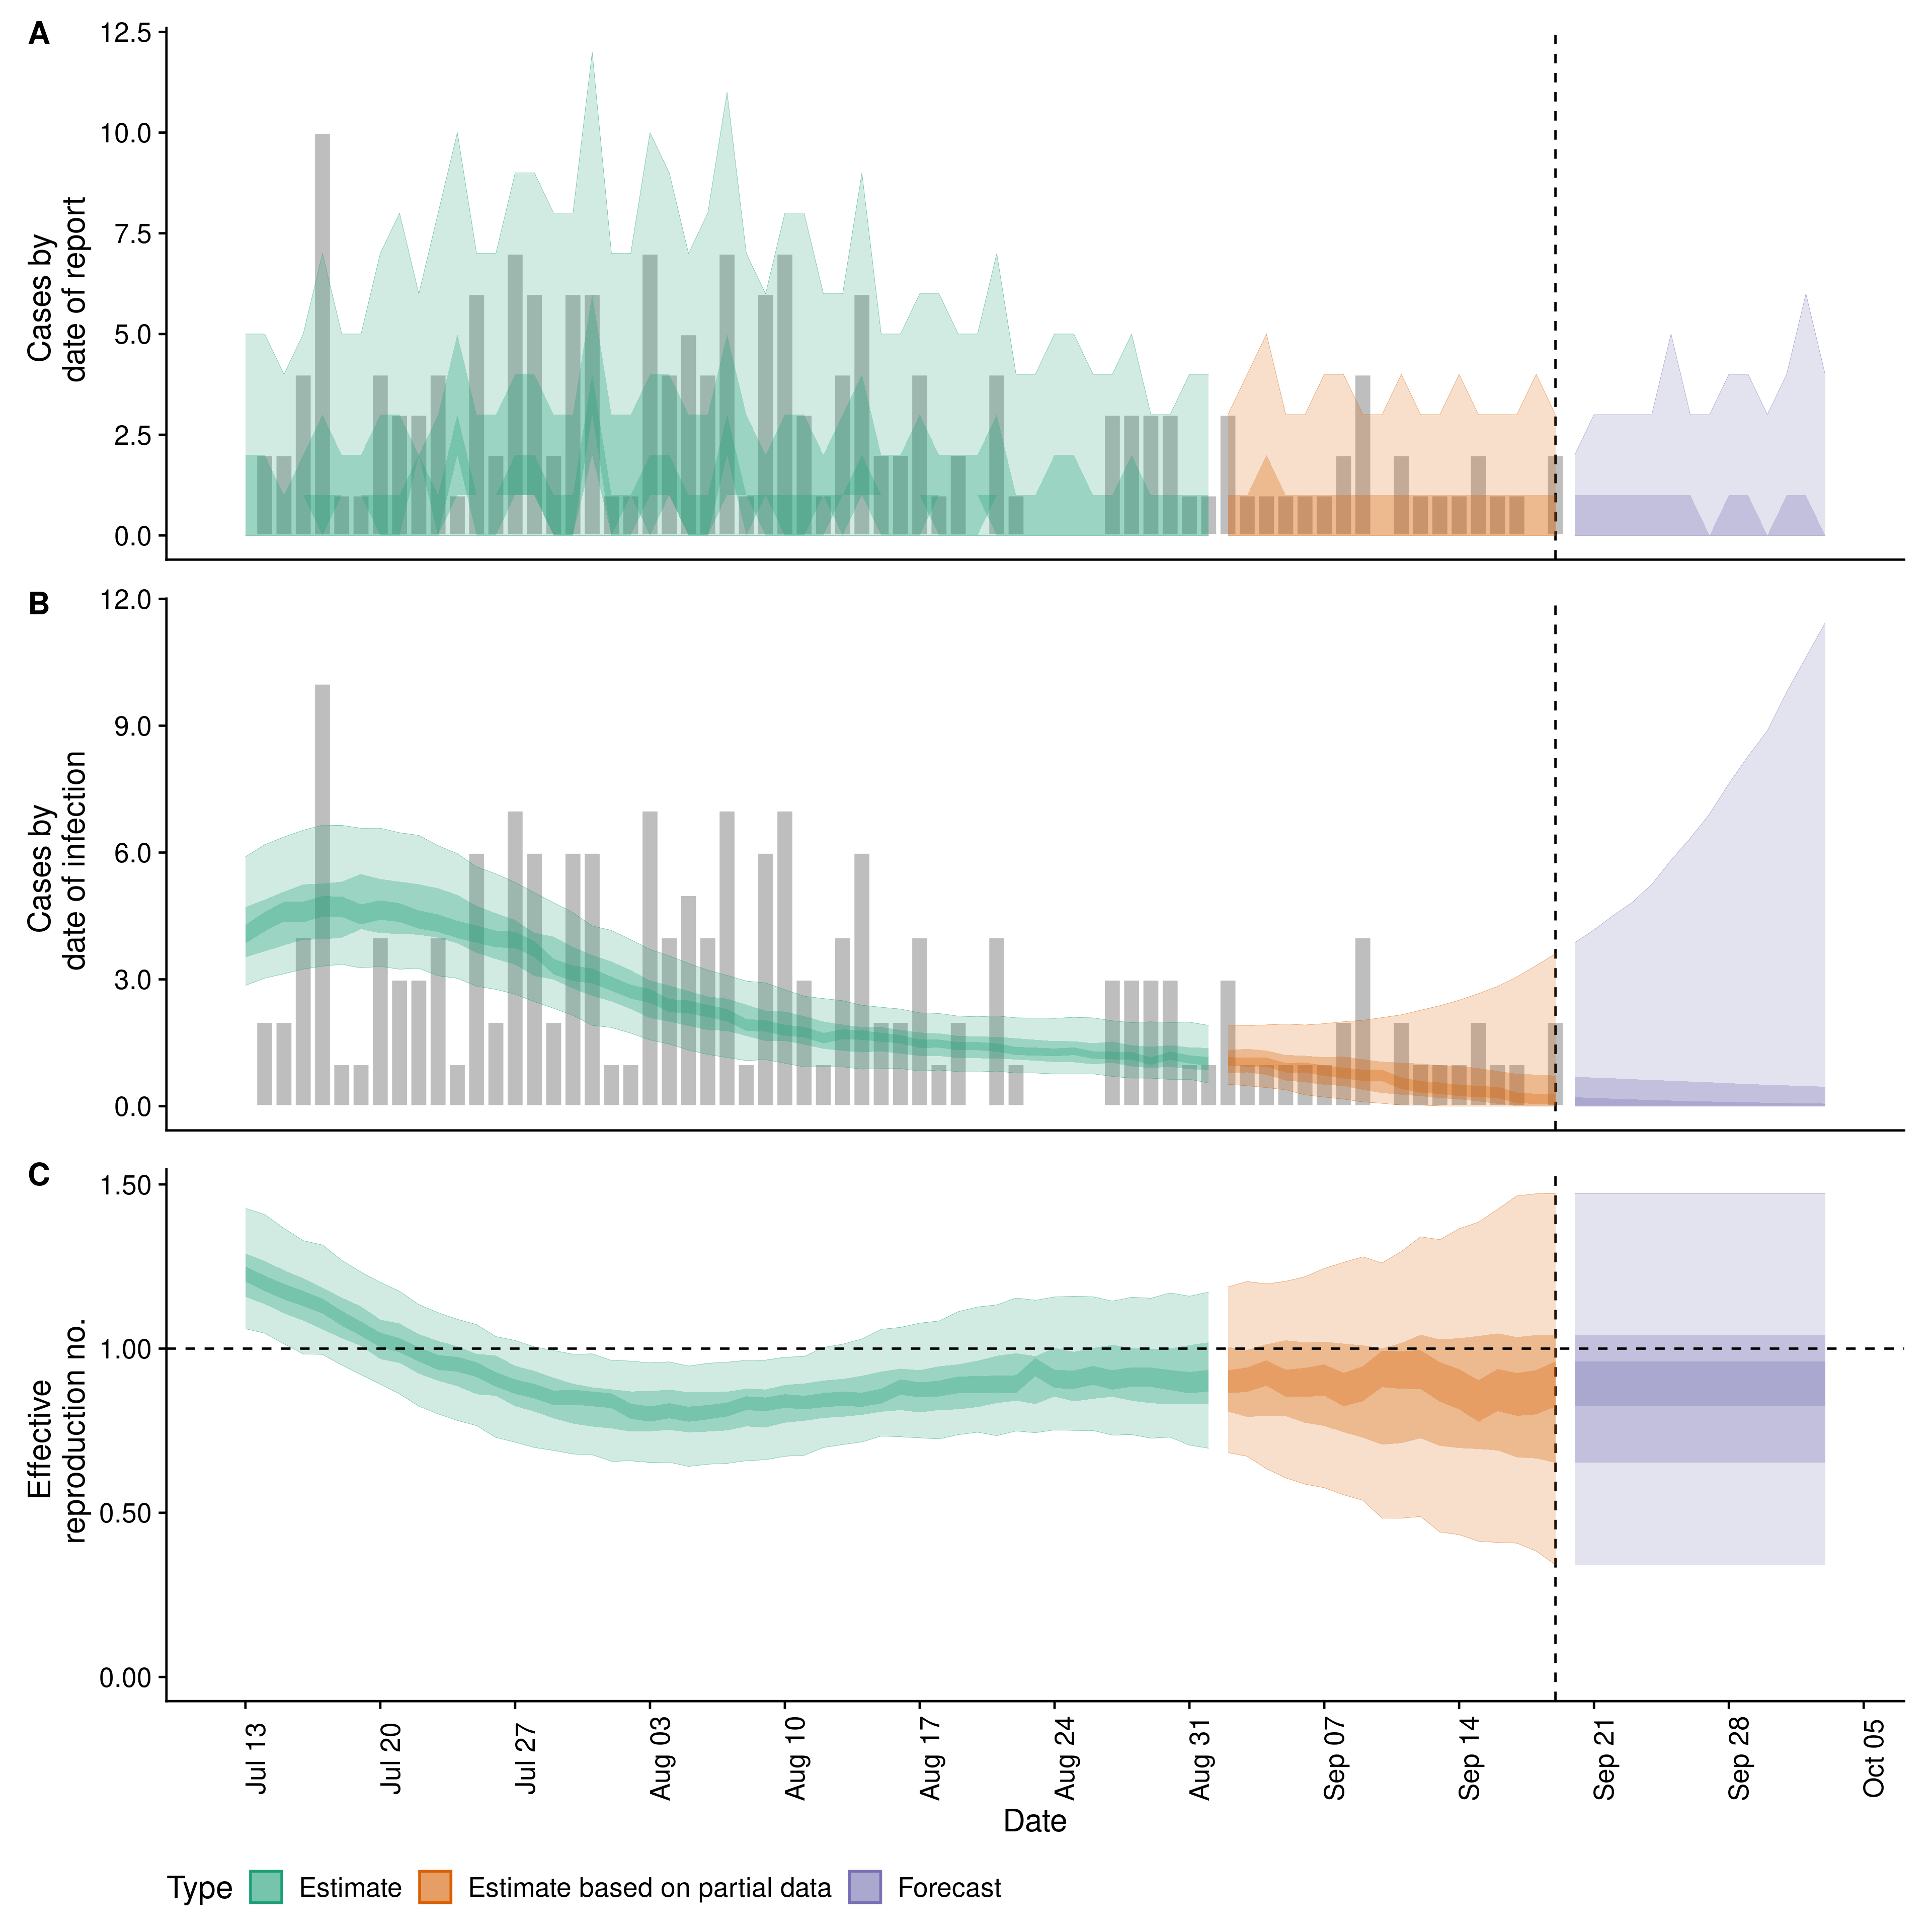 A
12.5
10.0
7.5
5.0
2.5
0.0
Cases by
date of report
B
12.0
9.0
6.0
3.0
0.0
Cases by
date of infection
C
1.50
1.00
0.50
0.00
Effective
reproduction no.
Jul 13
Jul 20
Jul 27
Aug 03
Aug 10
Aug 17
Aug 24
Aug 31
Sep 07
Sep 14
Sep 21
Sep 28
Oct 05
Date
Type
Estimate
Estimate based on partial data
Forecast